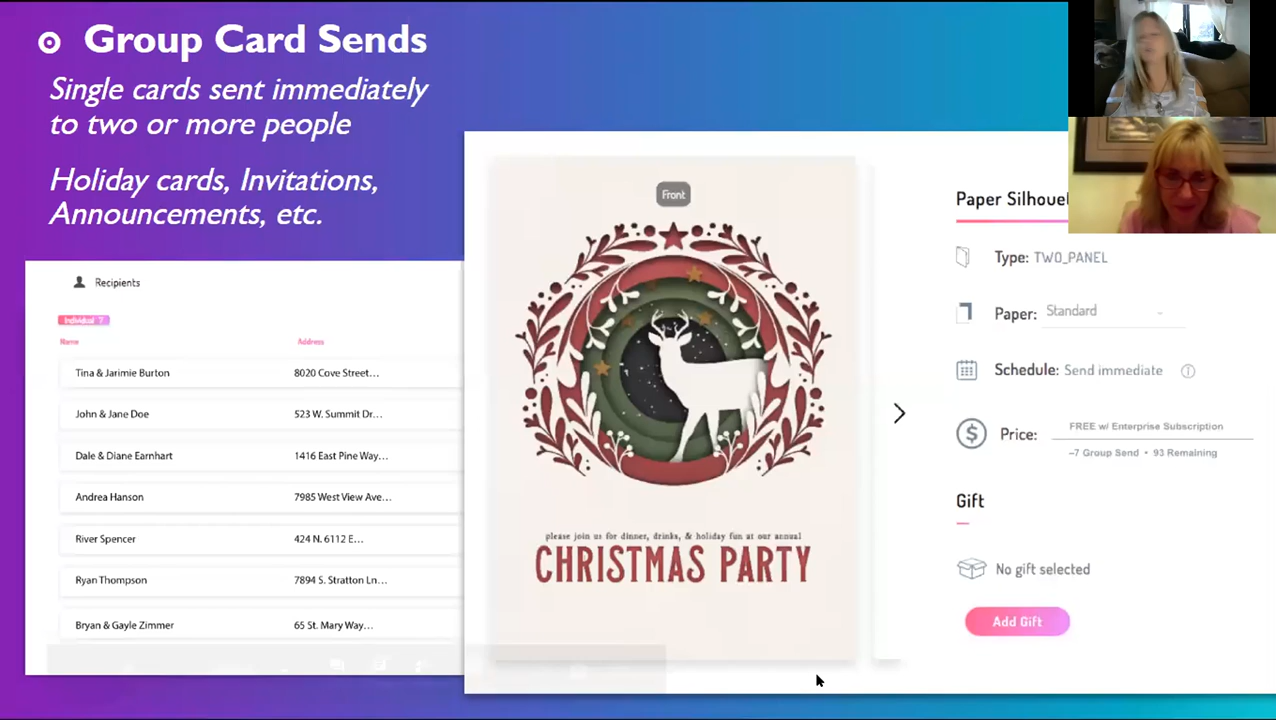 Group Card Sends
Single cards sent immediately
to two or more people
Holiday cards, Invitations,
Announcements, etc.
Recipients
Individual 7
Name Address
Tina & Jarimie Burton 8020 Cove Street...
John & Jane Doe 523 W. Summit Dr...
Dale & Diane Earnhart 1416 East Pine Way...
Andrea Hanson 7985 West View Ave...
River Spencer 424 N. 6112 E...
Ryan Thompson 7894 S. Stratton Ln...
Bryan & Gayle Zimmer 65 St. Mary Way...
Front
please join us for dinner, drinks, & holiday fun at our annual
CHRISTMAS PARTY
Paper Silhouet
Type: TWO_PANEL
Paper: Standard
Schedule: Send immediate
Price: FREE w/ Enterprise Subscription
–7 Group Send • 93 Remaining
Gift
No gift selected
Add Gift